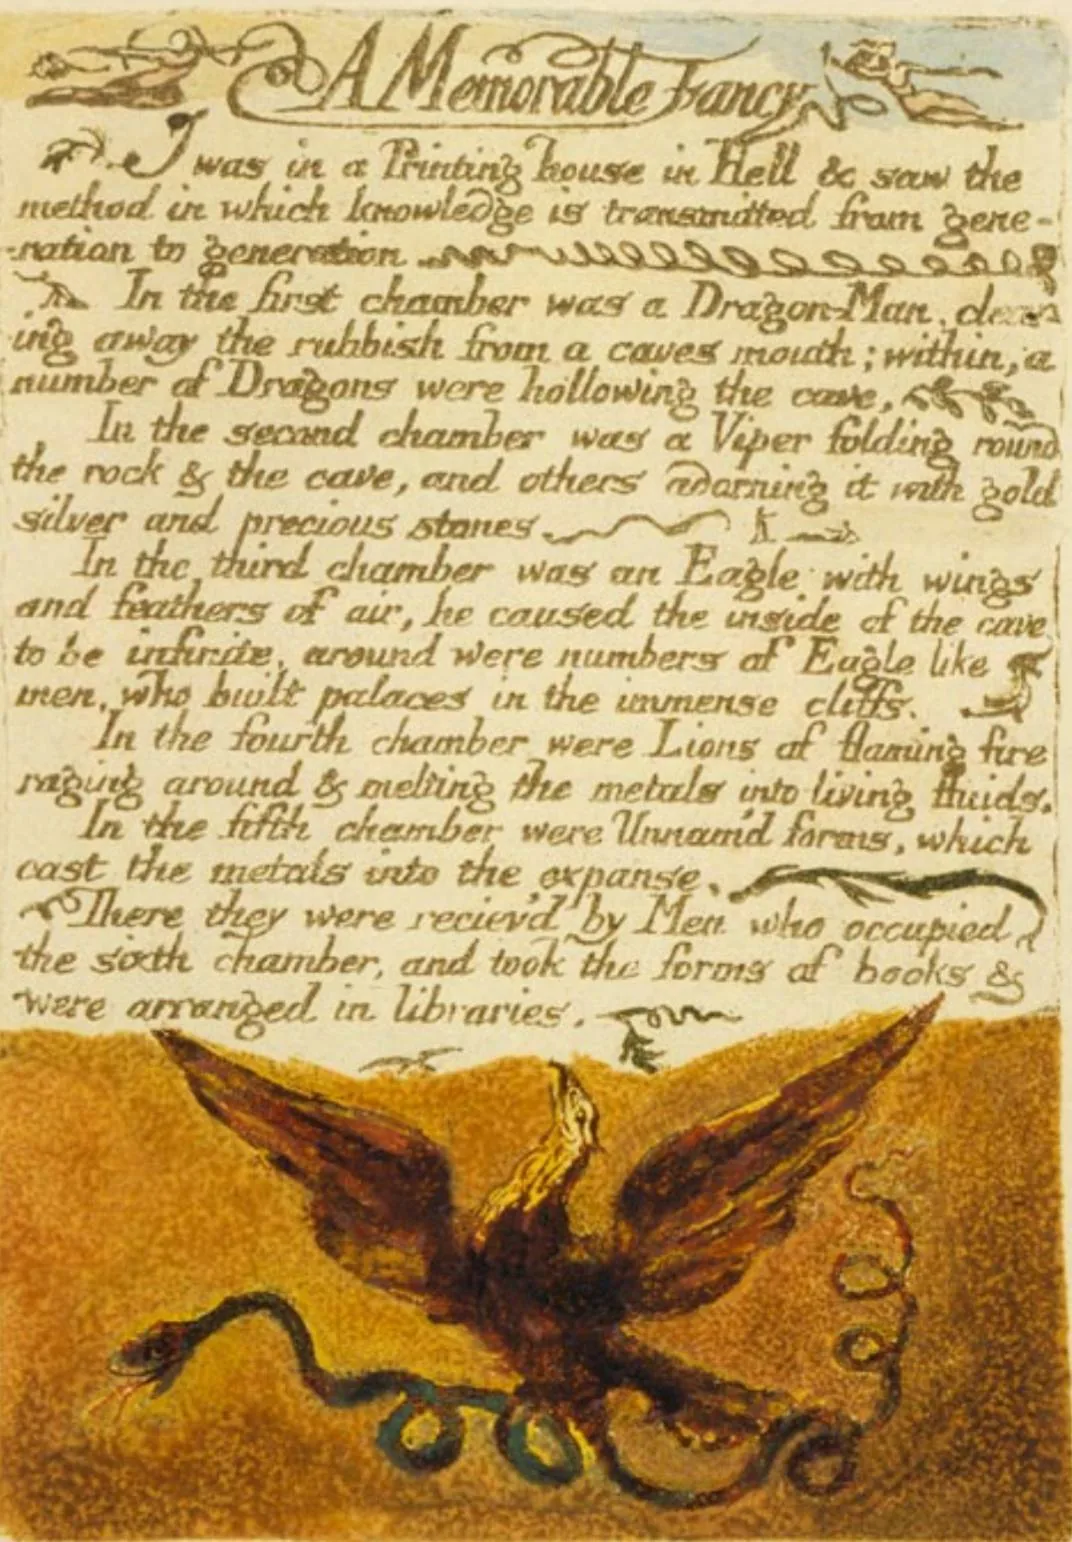 A Memorable Fancy
I was in a Printing house in Hell & saw the
method in which knowledge is transmitted from gene-
-ration to generation.
In the first chamber was a Dragon-Man, clear-
ing away the rubbish from a caves mouth; within, a
number of Dragons were hollowing the cave,
In the second chamber was a Viper folding round
the rock & the cave, and others adorning it with gold
silver and precious stones.
In the third chamber was an Eagle with wings
and feathers of air, he caused the inside of the cave
to be infinite, around were numbers of Eagle like
men, who built palaces in the immense cliffs.
In the fourth chamber were Lions of flaming fire
raging around & melting the metals into living fluids.
In the fifth chamber were Unnam'd forms, which
cast the metals into the expanse.
There they were reciev'd by Men who occupied
the sixth chamber, and took the forms of books &
were arranged in libraries.